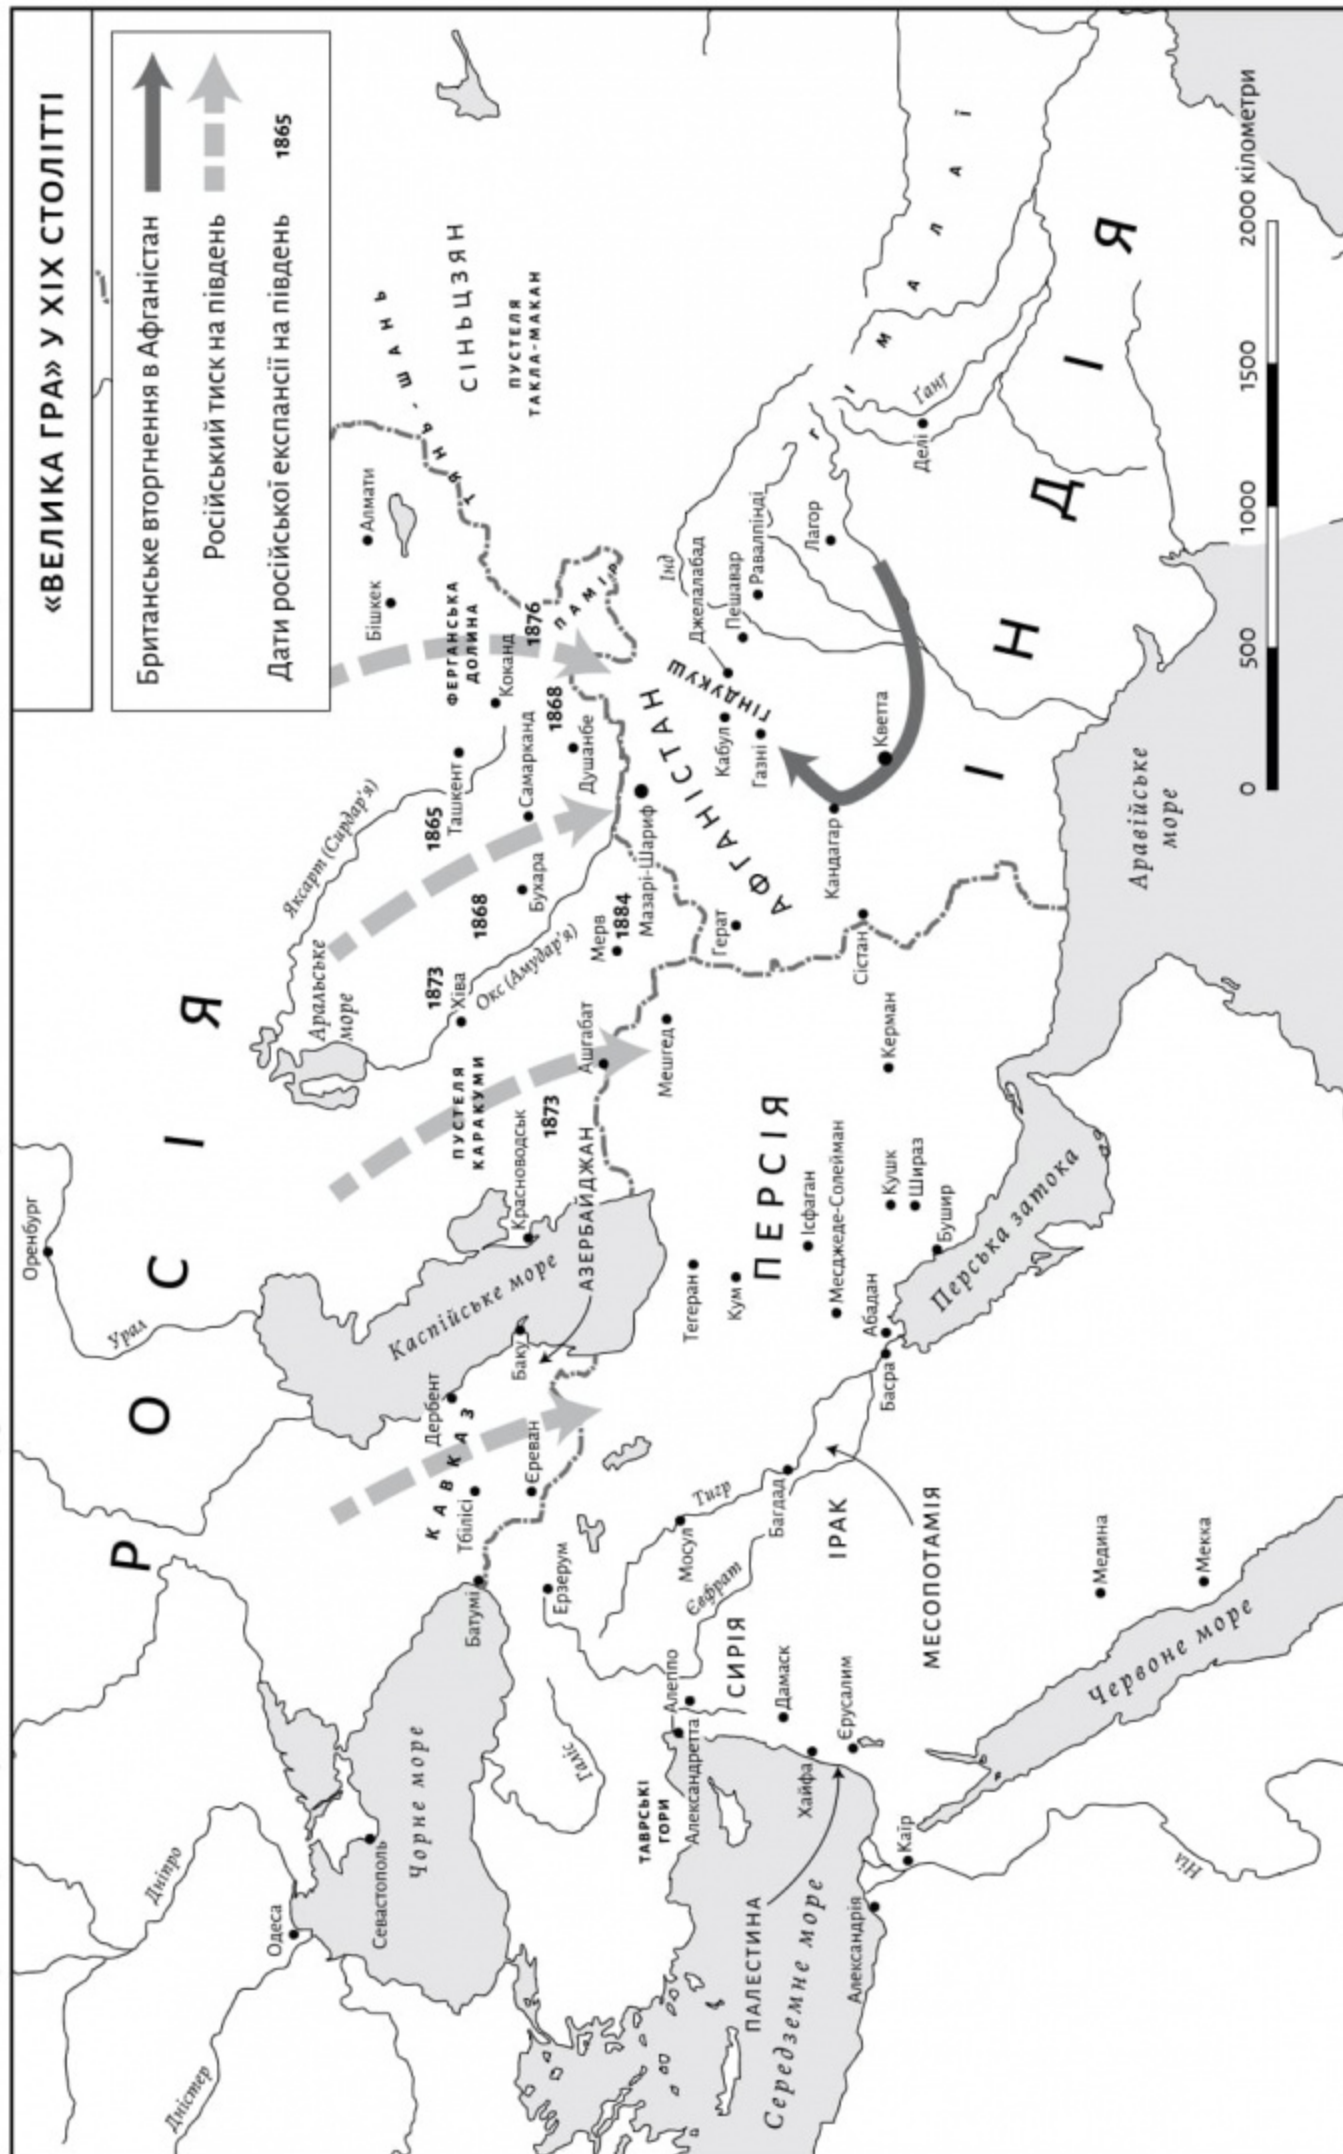 «ВЕЛИКА ГРА» У XIX СТОЛІТТІ
Британське вторгнення в Афганістан
Російський тиск на південь
Дати російської експансії на південь
1865
РОСІЯ
Оренбург
Урал
Дніпро
Дністер
Одеса
Севастополь
Чорне море
Аральське
море
Яксарт (Сирдар'я)
Алмати
Бішкек
ТЯНЬ-ШАНЬ
СІНЬЦЗЯН
ПУСТЕЛЯ
ТАКЛА-МАКАН
Каспійське море
Дербент
КАВКАЗ
Тбілісі
Батумі
Єреван
Баку
АЗЕРБАЙДЖАН
Красноводськ
1873
ПУСТЕЛЯ
КАРАКУМИ
1873
Хіва
Окс (Амудар'я)
1868
Бухара
1865
Ташкент
Самарканд
1868
Душанбе
ФЕРГАНСЬКА
ДОЛИНА
Коканд
1876
ПАМІР
Ашгабат
Мерв
1884
Мешгед
Мазарі-Шариф
Герат
АФГАНІСТАН
ГІНДУКУШ
Кабул
Газні
Джелалабад
Пешавар
Равалпінді
Інд
Лагор
Кандагар
Кветта
Сістан
ГІМАЛАЇ
Делі
Ґанґ
ІНДІЯ
Ерзерум
Галіс
ТАВРСЬКІ
ГОРИ
Александретта
Алеппо
СИРІЯ
Дамаск
Хайфа
Єрусалим
ПАЛЕСТИНА
Середземне море
Александрія
Каїр
Ніл
Мосул
Тигр
Євфрат
Багдад
ІРАК
МЕСОПОТАМІЯ
Басра
Абадан
Тегеран
Кум
ПЕРСІЯ
Ісфаган
Месджеде-Солейман
Кушк
Шираз
Бушир
Керман
Перська затока
Медина
Мекка
Червоне море
Аравійське
море
0
500
1000
1500
2000 кілометри